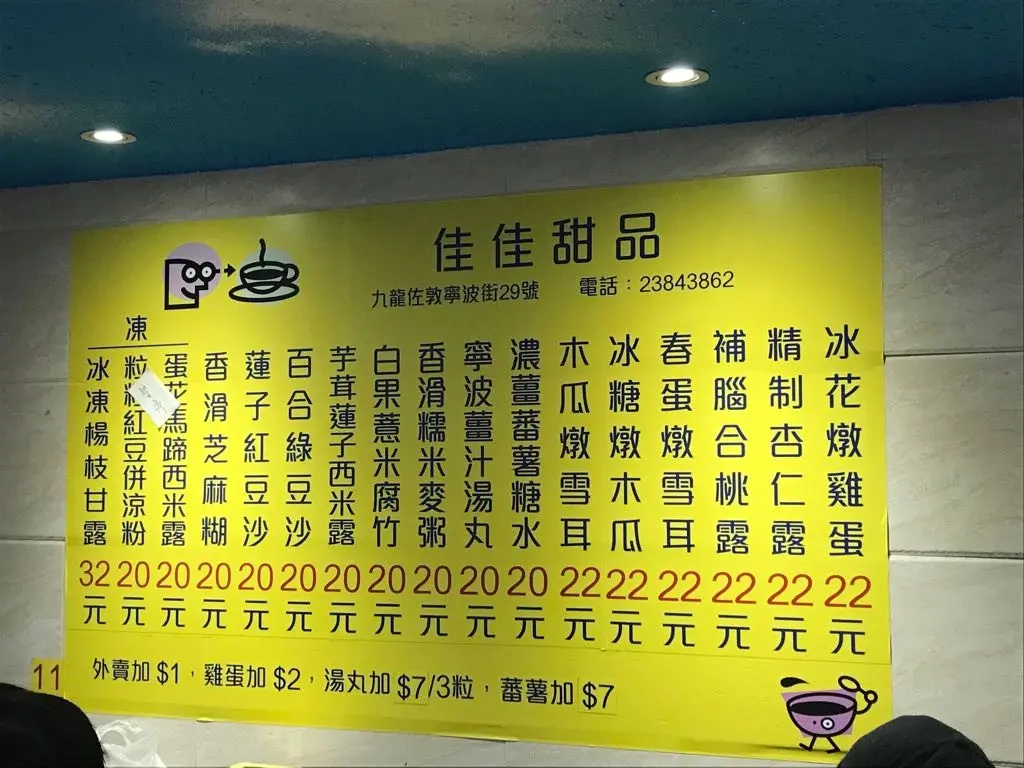 佳佳甜品
九龍佐敦寧波街29號 電話：23843862
冰花燉雞蛋 22元
精制杏仁露 22元
補腦合桃露 22元
春蛋燉雪耳 22元
冰糖燉木瓜 22元
木瓜燉雪耳 22元
濃薑蕃薯糖水 20元
寧波薑汁湯丸 20元
香滑糯米麥粥 20元
白果薏米腐竹 20元
芋茸蓮子西米露 20元
百合綠豆沙 20元
蓮子紅豆沙 20元
香滑芝麻糊 20元
凍
蛋花馬蹄西米露 20元
粒粒紅豆併涼粉 20元
冰凍楊枝甘露 32元
外賣加 $1，雞蛋加 $2，湯丸加 $7/3粒，蕃薯加 $7
11